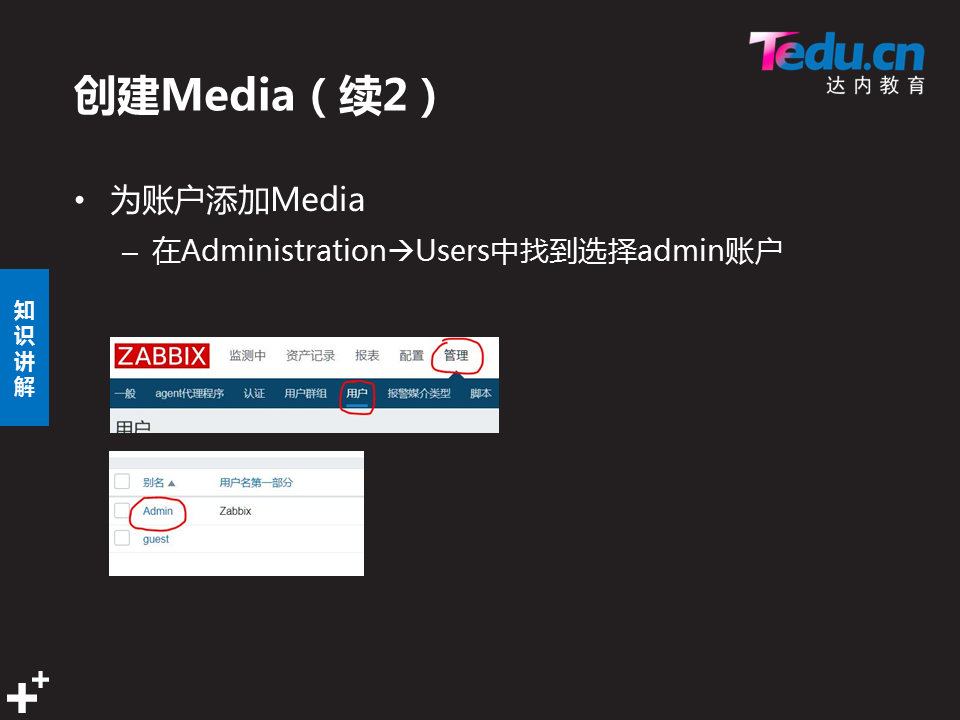 Tedu.cn
达内教育
创建Media（续2）
• 为账户添加Media
– 在Administration→Users中找到选择admin账户
知识讲解
ZABBIX 监测中 资产记录 报表 配置 管理
一般 agent代理程序 认证 用户群组 用户 报警媒介类型 脚本
用户
别名▲ 用户名第一部分
Admin Zabbix
guest